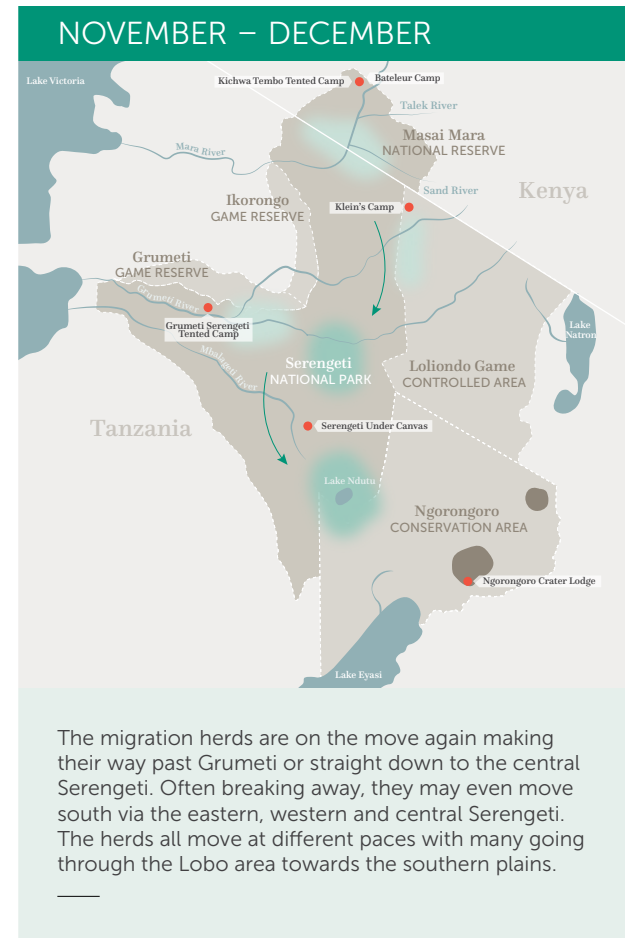 NOVEMBER – DECEMBER
Lake Victoria
Kichwa Tembo Tented Camp
Bateleur Camp
Talek River
Masai Mara
NATIONAL RESERVE
Mara River
Sand River
Kenya
Ikorongo
GAME RESERVE
Klein's Camp
Grumeti
GAME RESERVE
Grumeti River
Grumeti Serengeti
Tented Camp
Lake
Natron
Mbalageti River
Serengeti
NATIONAL PARK
Loliondo Game
CONTROLLED AREA
Tanzania
Serengeti Under Canvas
Lake Ndutu
Ngorongoro
CONSERVATION AREA
Ngorongoro Crater Lodge
Lake Eyasi
The migration herds are on the move again making
their way past Grumeti or straight down to the central
Serengeti. Often breaking away, they may even move
south via the eastern, western and central Serengeti.
The herds all move at different paces with many going
through the Lobo area towards the southern plains.